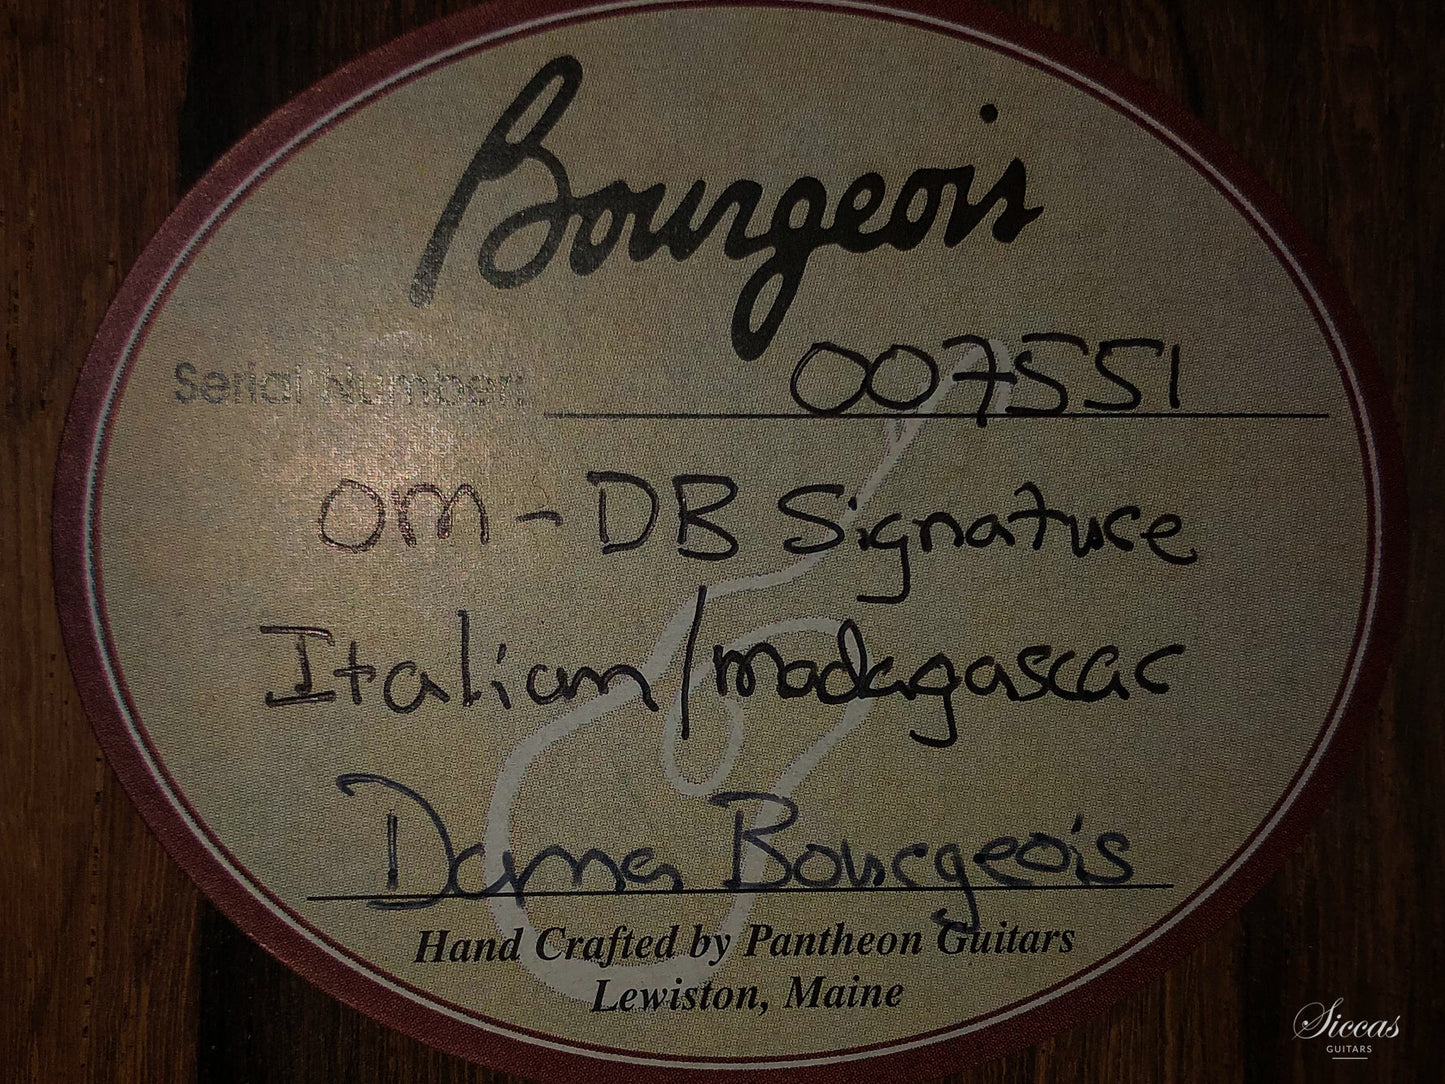 Bourgeois
Serial Number: 007551
OM-DB Signature
Italian/madagascar
Dana Bourgeois
Hand Crafted by Pantheon Guitars
Lewiston, Maine
Siccas
GUITARS